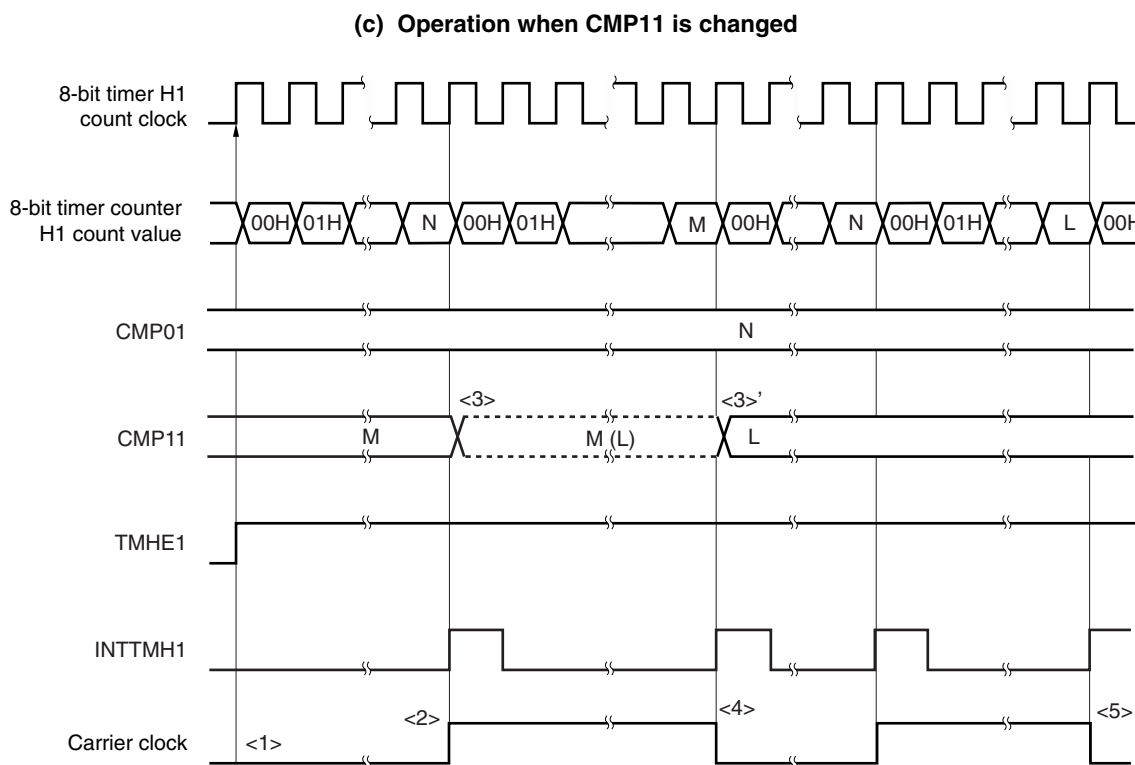 (c) Operation when CMP11 is changed
8-bit timer H1
count clock
8-bit timer counter
H1 count value
00H 01H N 00H 01H M 00H N 00H 01H L 00H
CMP01
N
<3> <3>’
CMP11
M M (L) L
TMHE1
INTTMH1
<2> <4> <5>
Carrier clock
<1>